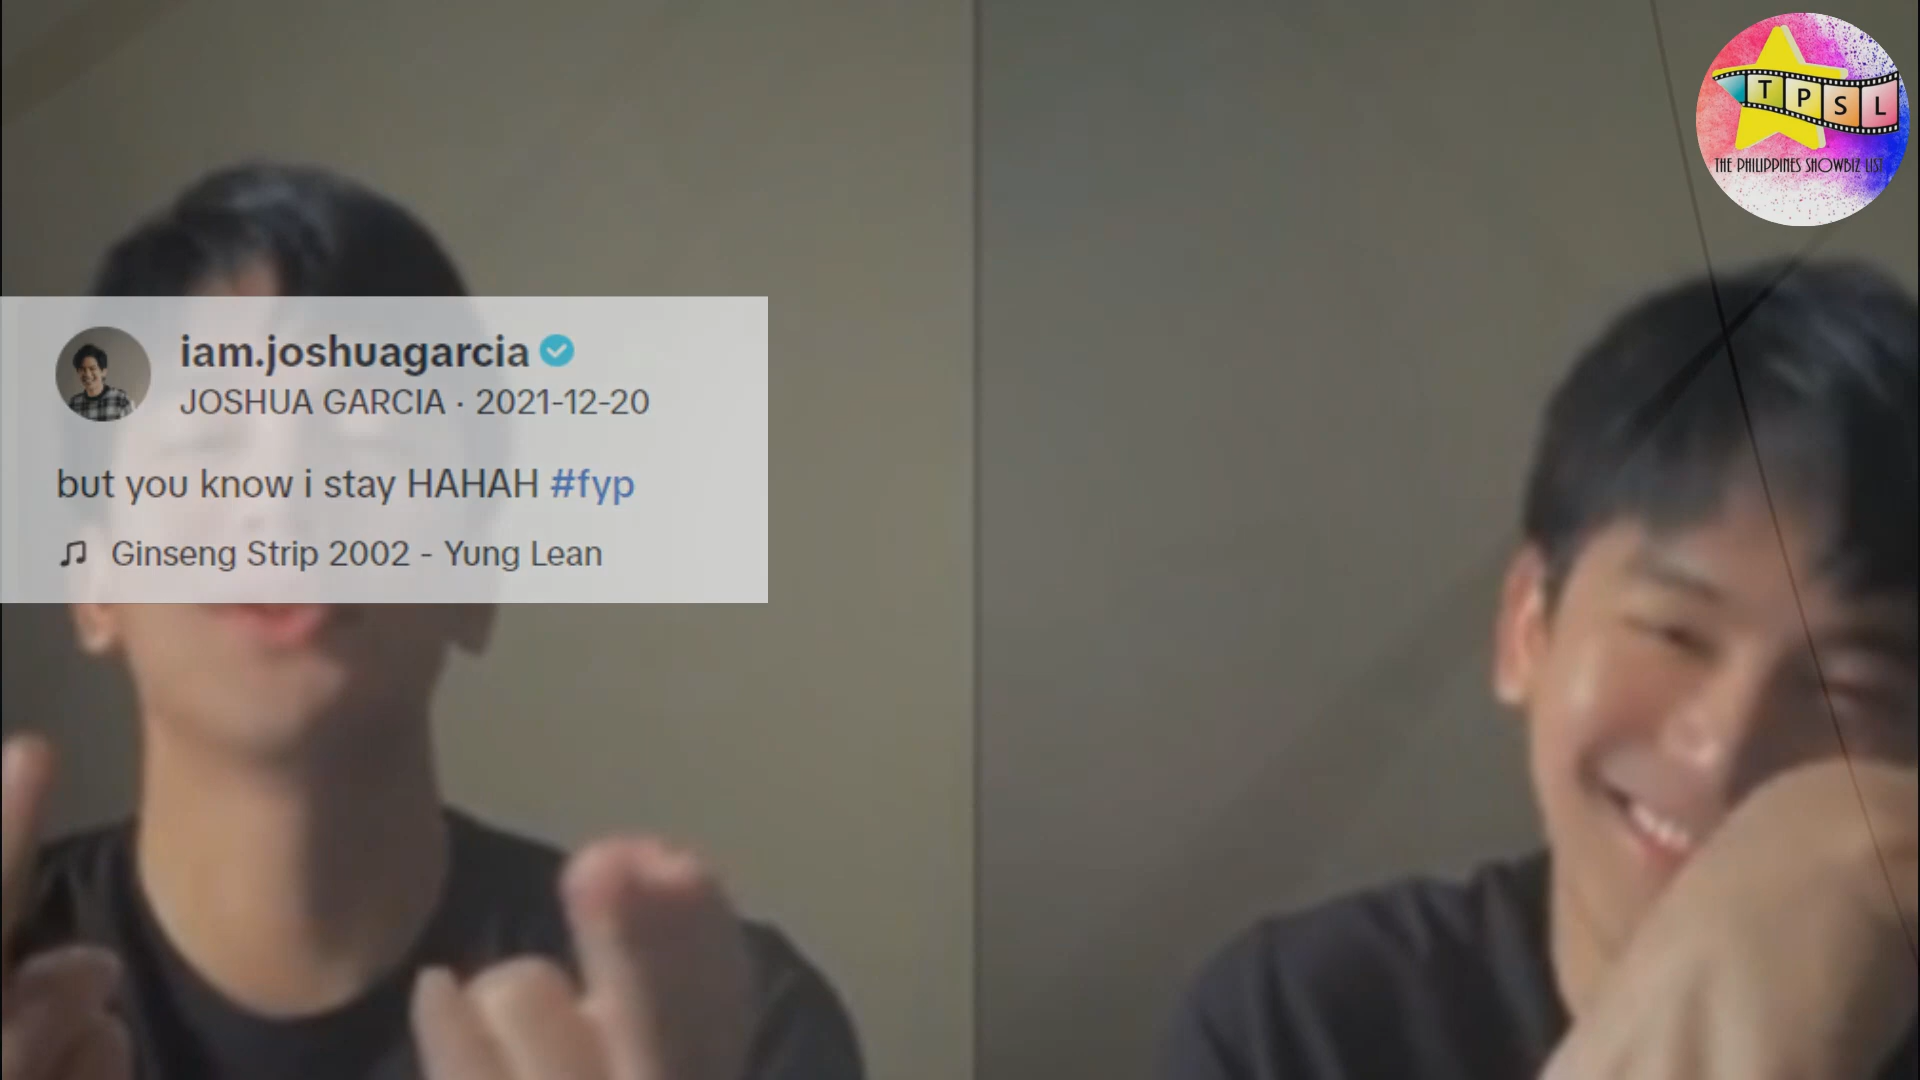 T P S L
THE PHILIPPINES SHOWBIZ LIST
iam.joshuagarcia
JOSHUA GARCIA · 2021-12-20
but you know i stay HAHAH #fyp
Ginseng Strip 2002 - Yung Lean